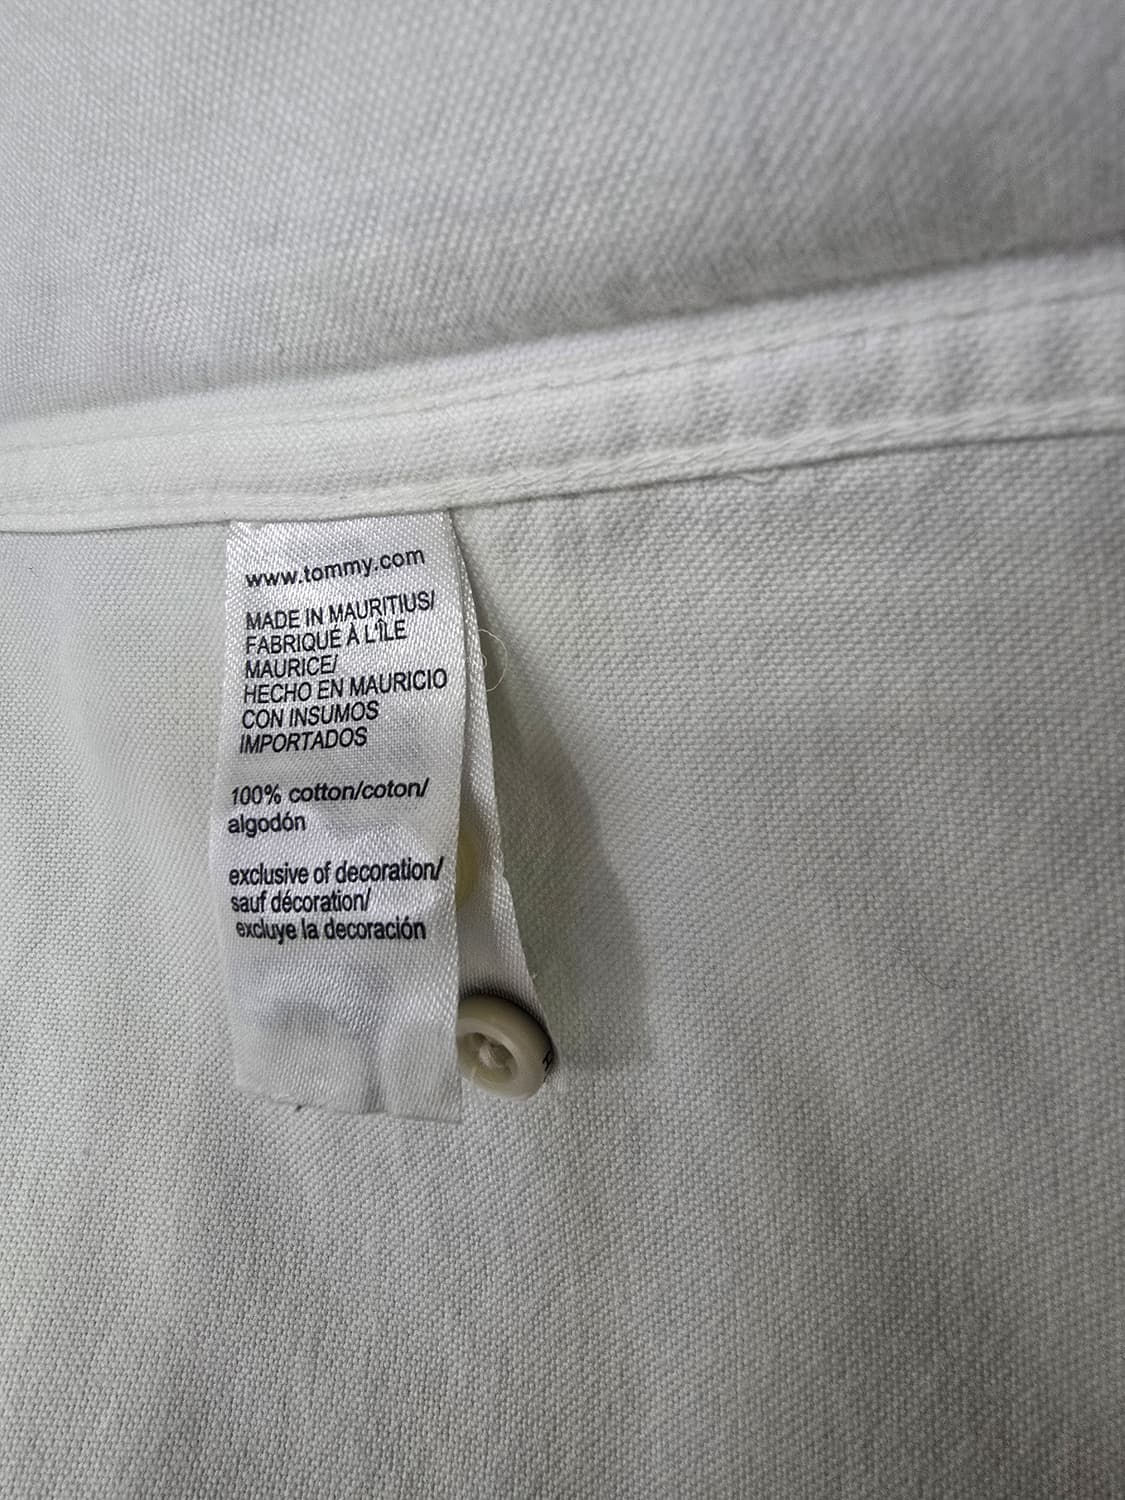 www.tommy.com
MADE IN MAURITIUS/
FABRIQUÉ À L'ÎLE
MAURICE/
HECHO EN MAURICIO
CON INSUMOS
IMPORTADOS
100% cotton/coton/
algodón
exclusive of decoration/
sauf décoration/
excluye la decoración